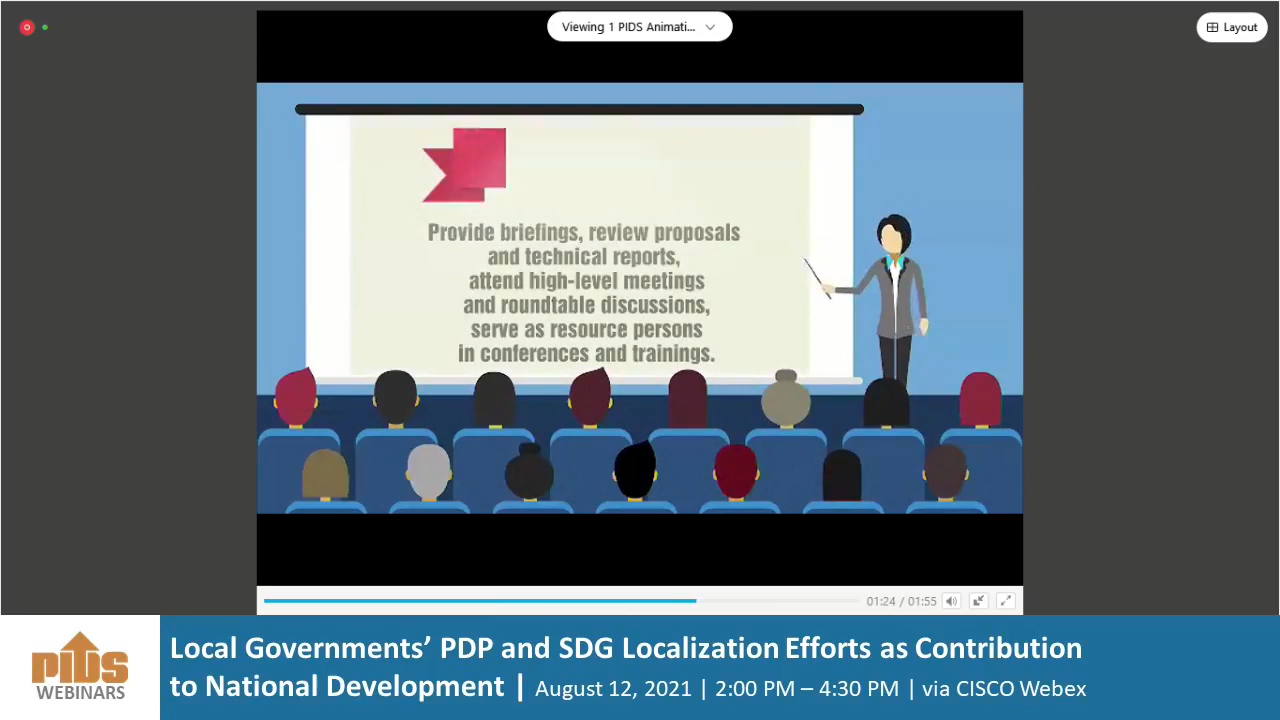 Viewing 1 PIDS Animati...
Layout
Provide briefings, review proposals
and technical reports,
attend high-level meetings
and roundtable discussions,
serve as resource persons
in conferences and trainings.
01:24 / 01:55
PIDS
WEBINARS
Local Governments’ PDP and SDG Localization Efforts as Contribution
to National Development | August 12, 2021 | 2:00 PM – 4:30 PM | via CISCO Webex